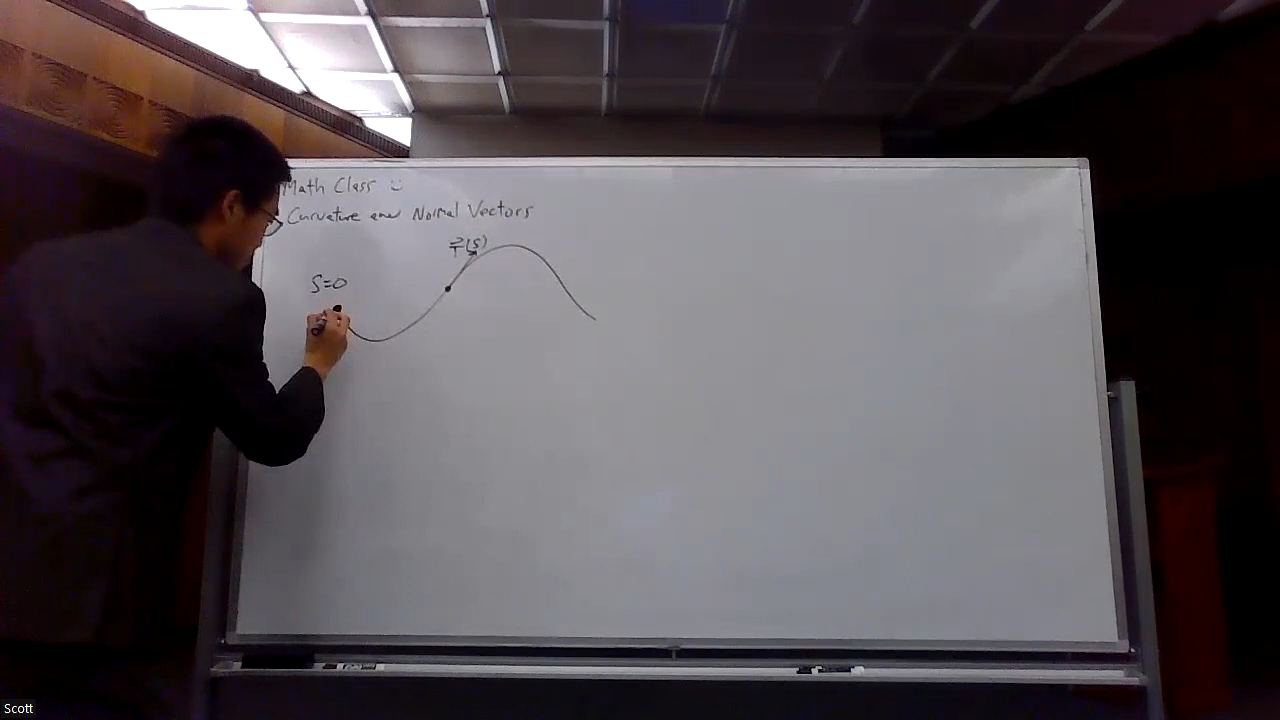 Math Class ☺
Curvature and Normal Vectors
T(s)
S=0
Scott